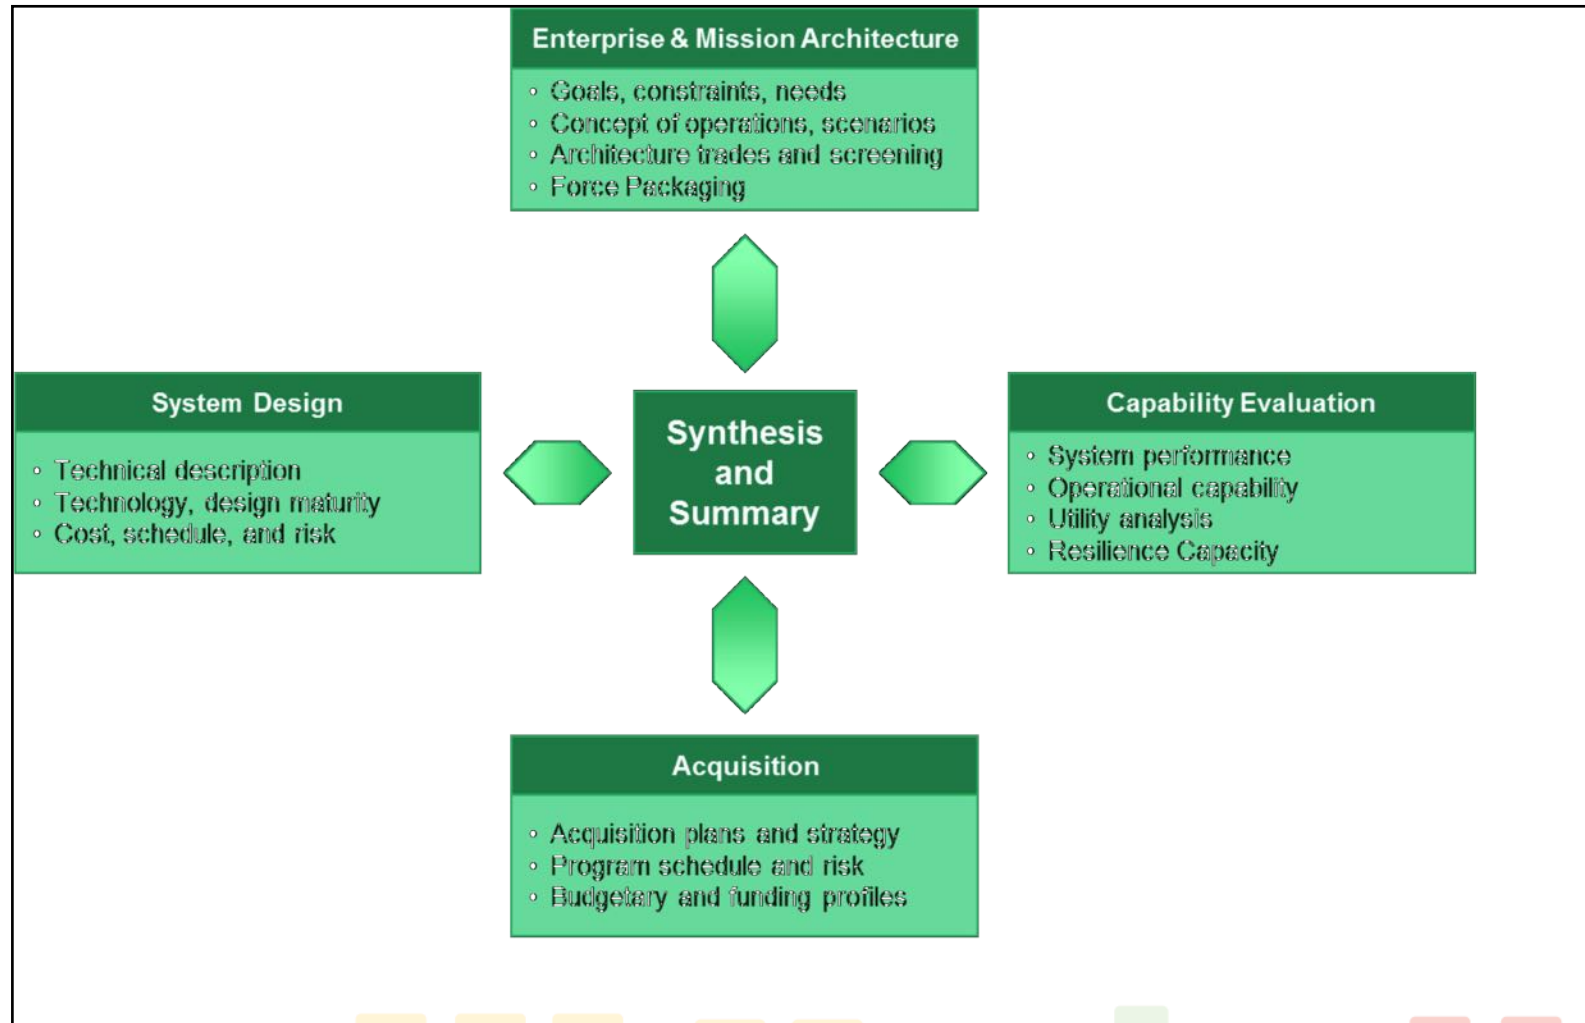 Enterprise & Mission Architecture
◦ Goals, constraints, needs
◦ Concept of operations, scenarios
◦ Architecture trades and screening
◦ Force Packaging
System Design
◦ Technical description
◦ Technology, design maturity
◦ Cost, schedule, and risk
Synthesis
and
Summary
Capability Evaluation
◦ System performance
◦ Operational capability
◦ Utility analysis
◦ Resilience Capacity
Acquisition
◦ Acquisition plans and strategy
◦ Program schedule and risk
◦ Budgetary and funding profiles